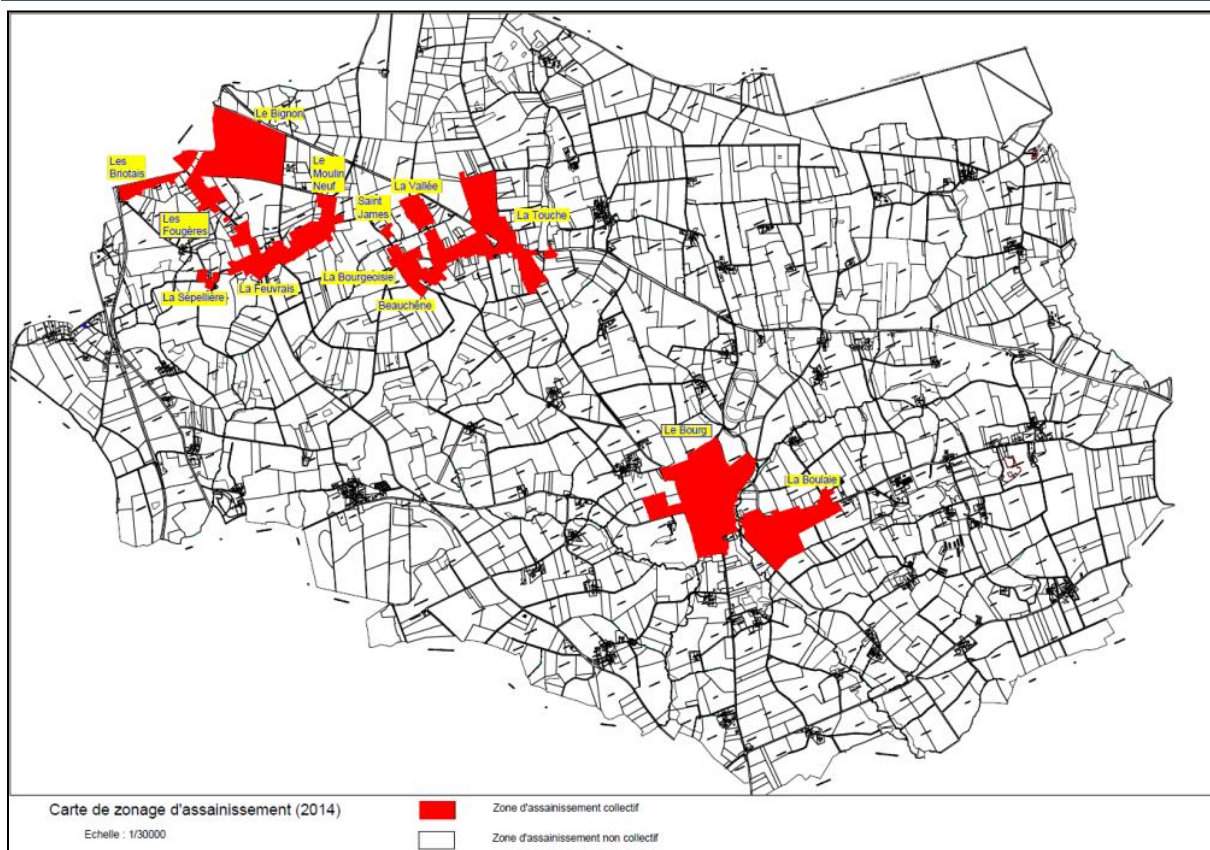 Le Bignon
Les
Briotais
Le
Moulin
Neuf
La Vallée
Saint
James
La Touche
Les
Fougères
La Bourgeoisie
La Sépellière
La Feuvrais
Beauchêne
Le Bourg
La Boulaie
Carte de zonage d'assainissement (2014)
Echelle : 1/30000
Zone d'assainissement collectif
Zone d'assainissement non collectif